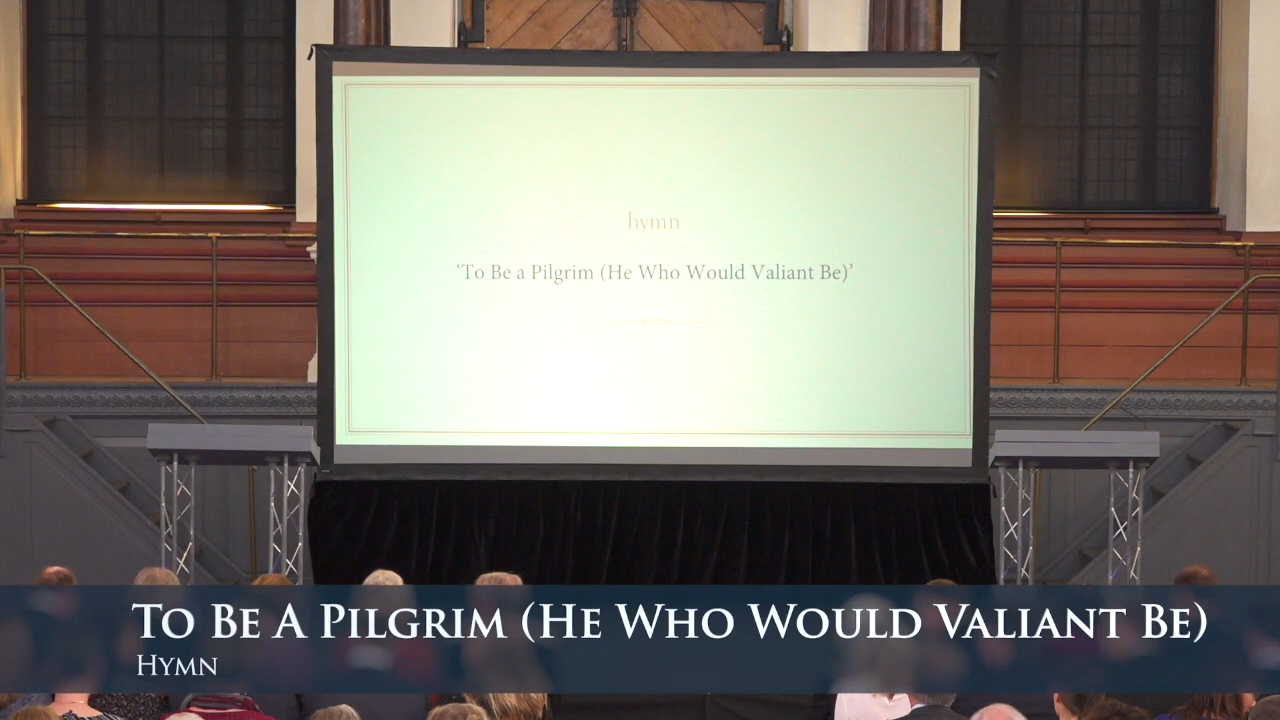 hymn
‘To Be a Pilgrim (He Who Would Valiant Be)’
To Be A Pilgrim (He Who Would Valiant Be)
Hymn